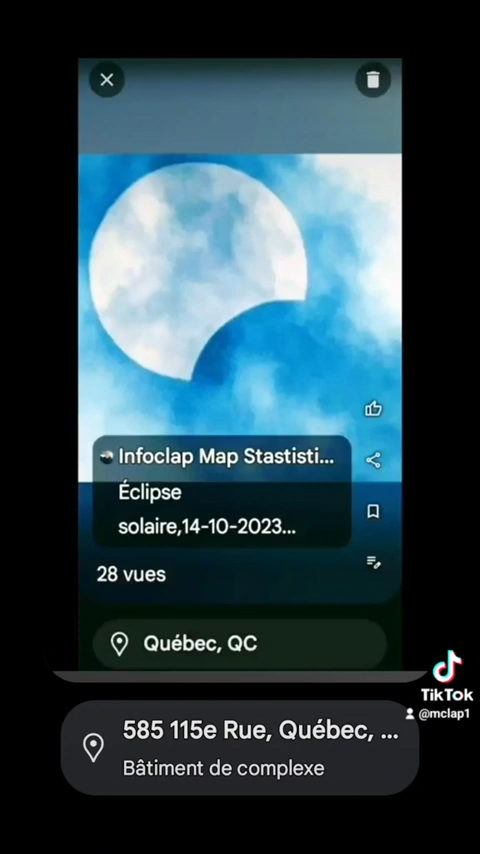 Infoclap Map Stastisti...
Éclipse
solaire,14-10-2023...
28 vues
Québec, QC
TikTok
@mclap1
585 115e Rue, Québec, ...
Bâtiment de complexe